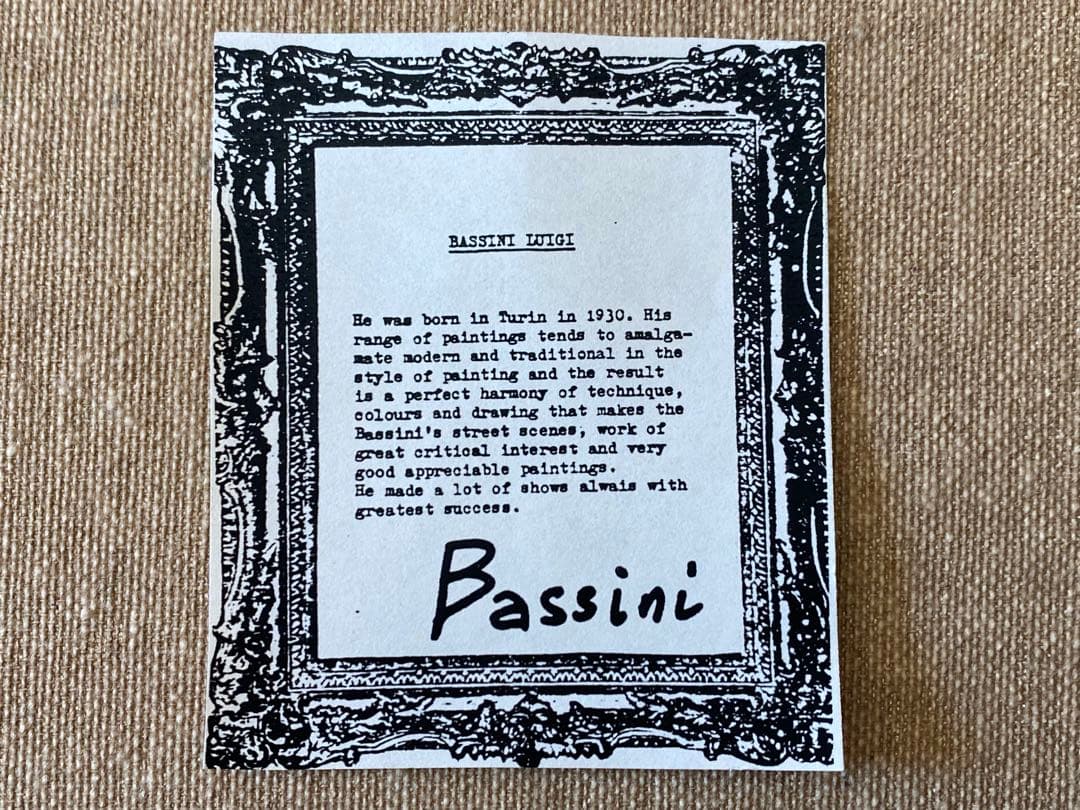 BASSINI LUIGI
He was born in Turin in 1930. His
range of paintings tends to amalga-
mate modern and traditional in the
style of painting and the result
is a perfect harmony of technique,
colours and drawing that makes the
Bassini's street scenes, work of
great critical interest and very
good appreciable paintings.
He made a lot of shows alwais with
greatest success.
Bassini